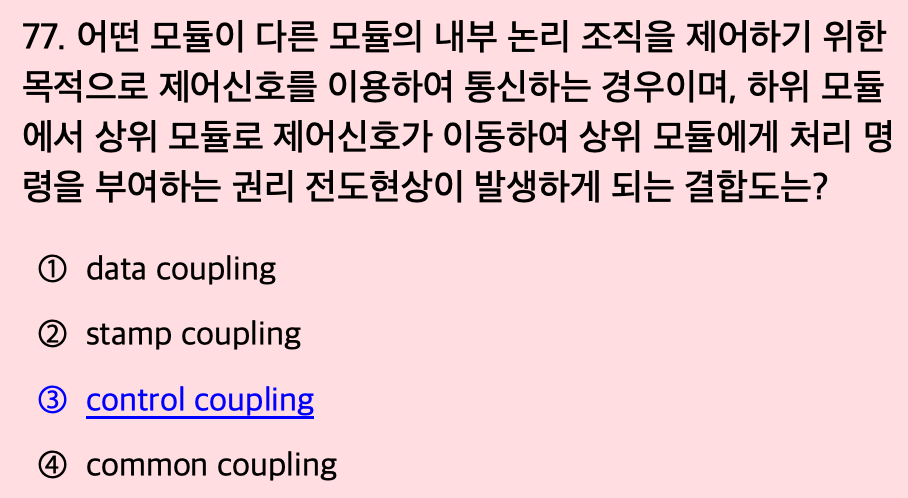 77. 어떤 모듈이 다른 모듈의 내부 논리 조직을 제어하기 위한
목적으로 제어신호를 이용하여 통신하는 경우이며, 하위 모듈
에서 상위 모듈로 제어신호가 이동하여 상위 모듈에게 처리 명
령을 부여하는 권리 전도현상이 발생하게 되는 결합도는?
① data coupling
② stamp coupling
③ control coupling
④ common coupling